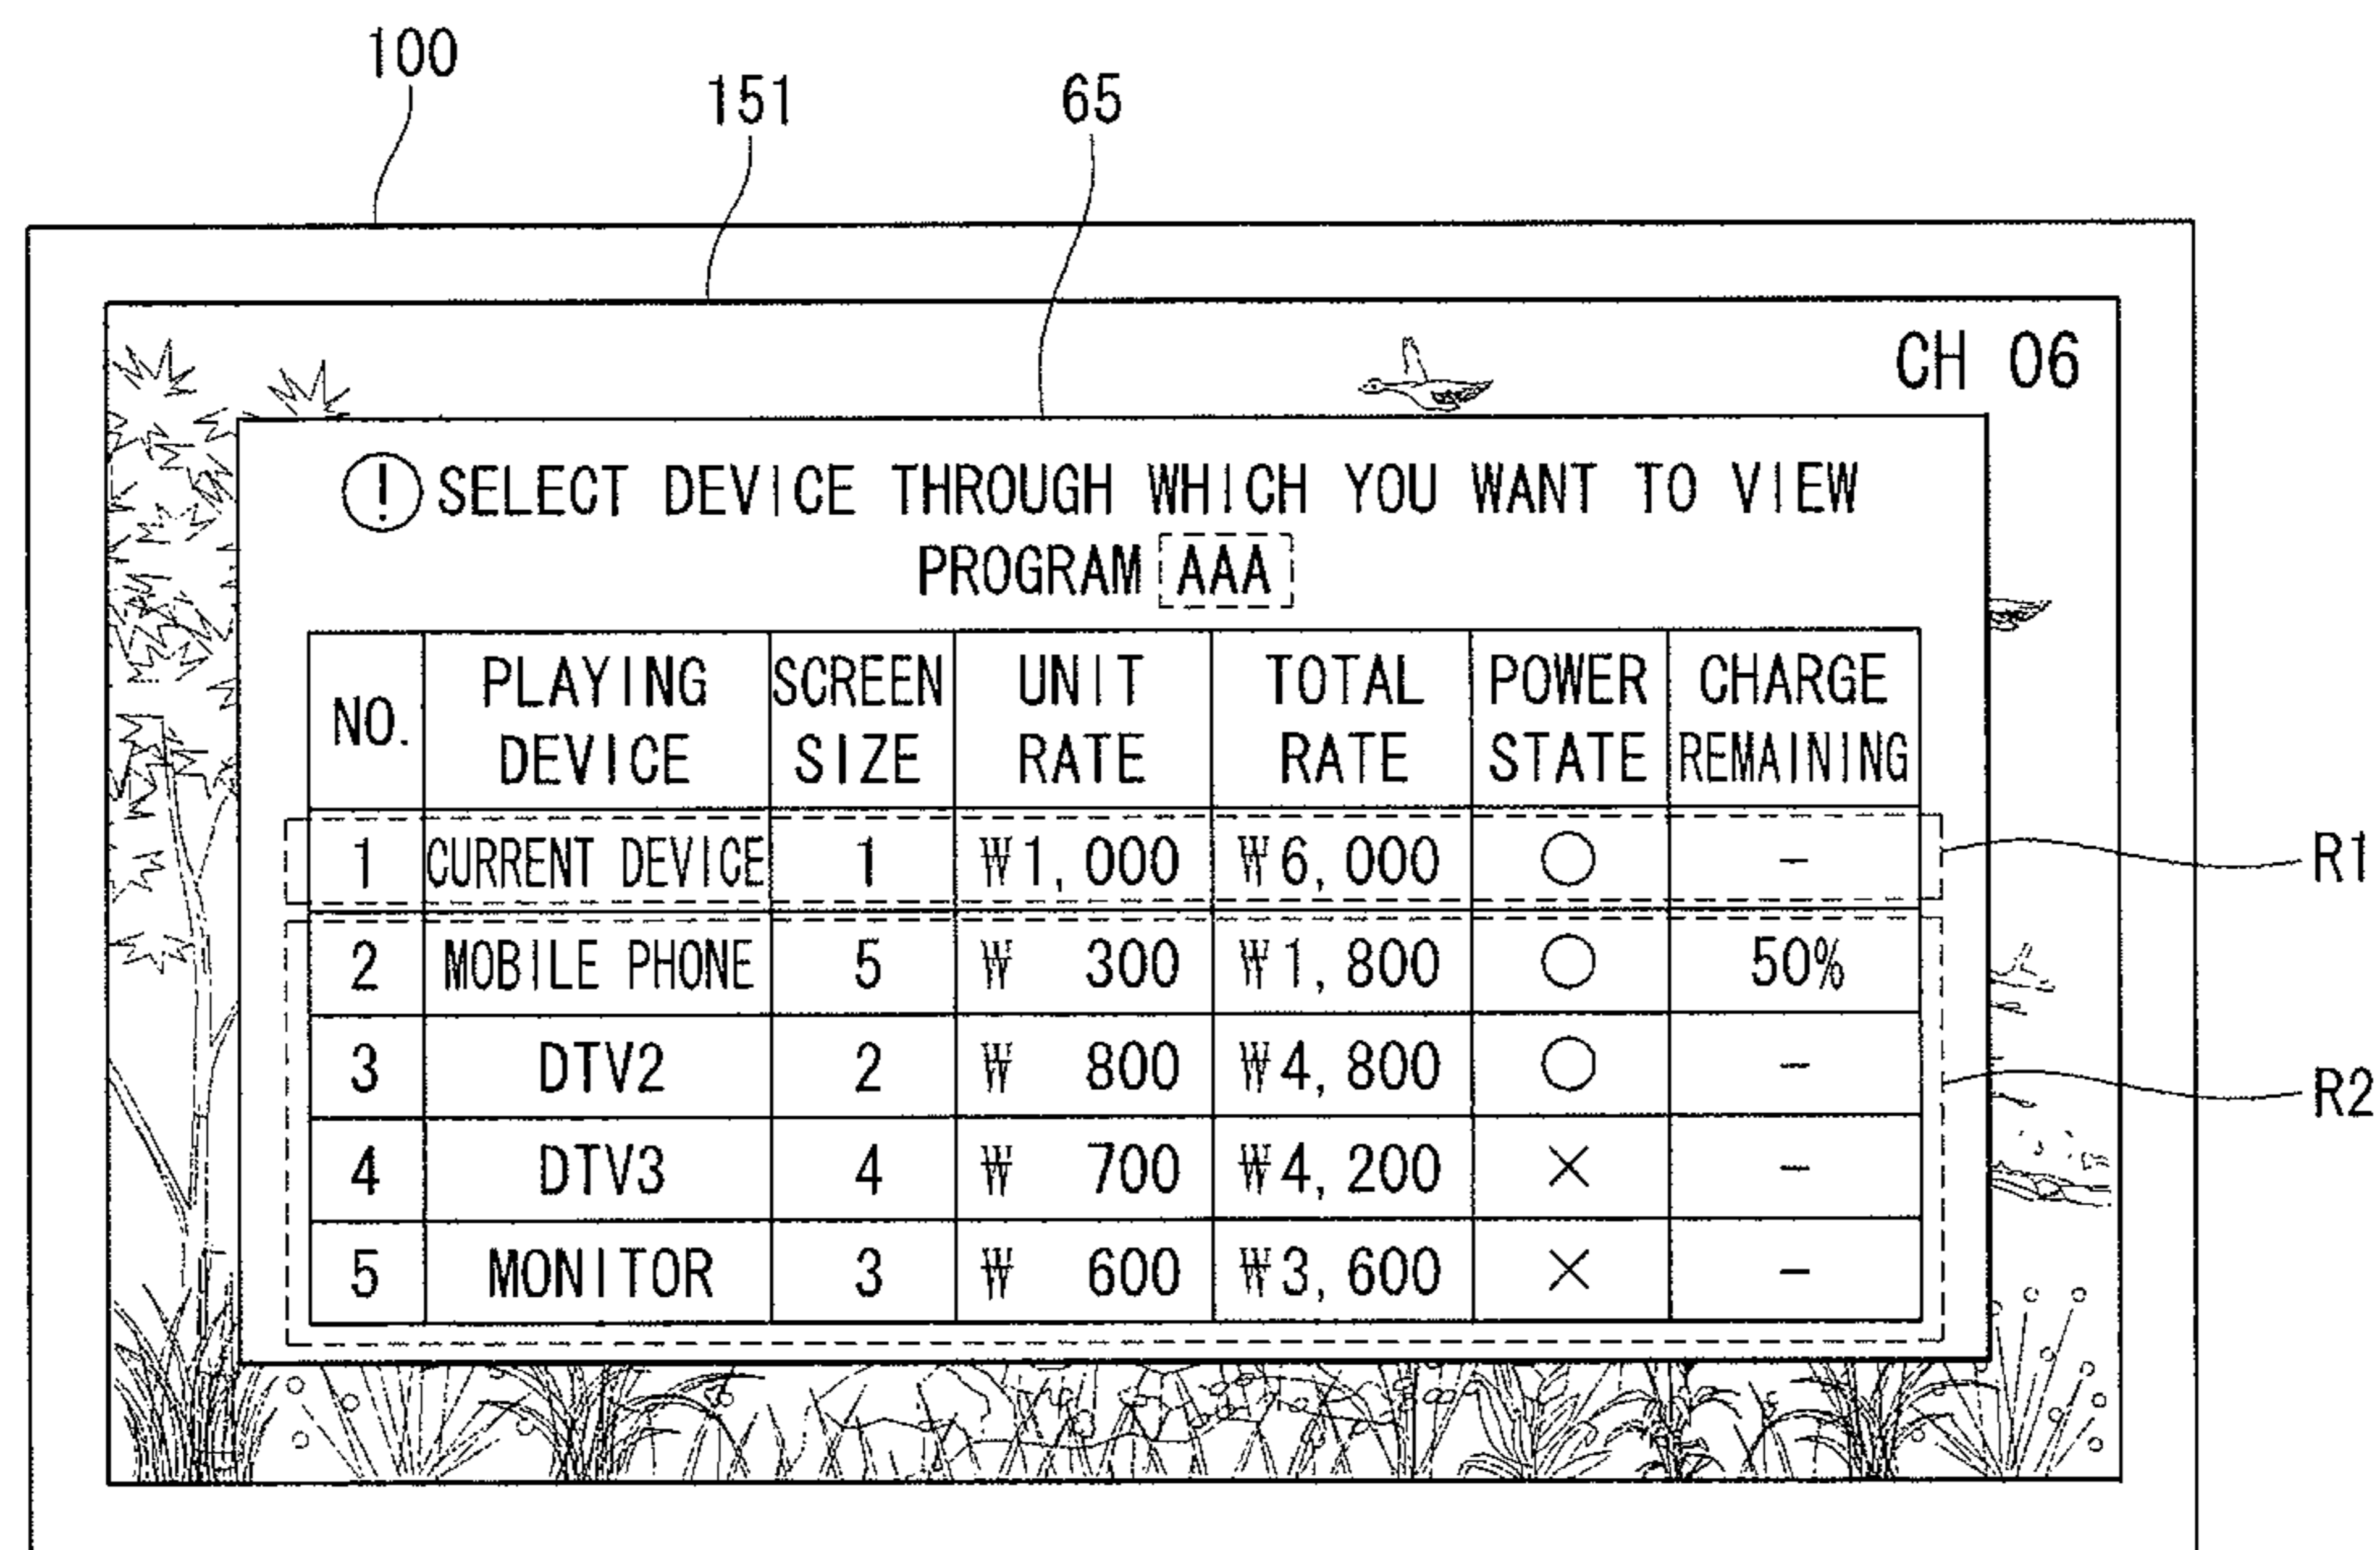 100
151
65
CH 06
! SELECT DEVICE THROUGH WHICH YOU WANT TO VIEW
PROGRAM AAA
NO. PLAYING DEVICE SCREEN SIZE UNIT RATE TOTAL RATE POWER STATE CHARGE REMAINING
1 CURRENT DEVICE 1 ₩1,000 ₩6,000 ○ -
R1
2 MOBILE PHONE 5 ₩ 300 ₩1,800 ○ 50%
3 DTV2 2 ₩ 800 ₩4,800 ○ -
R2
4 DTV3 4 ₩ 700 ₩4,200 × -
5 MONITOR 3 ₩ 600 ₩3,600 × -